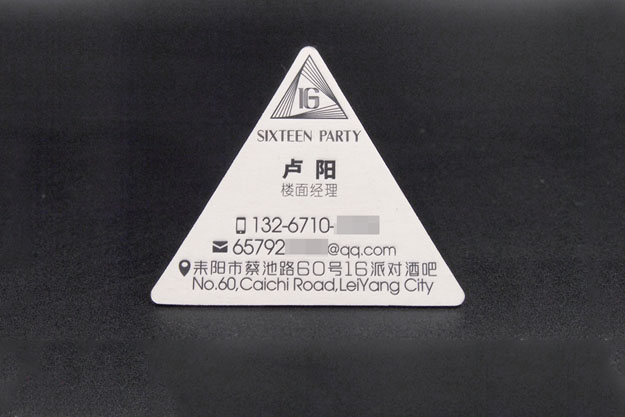 16
SIXTEEN PARTY
卢 阳
楼面经理
132-6710-
65792 @qq.com
耒阳市蔡池路60号16派对酒吧
No.60,Caichi Road,LeiYang City